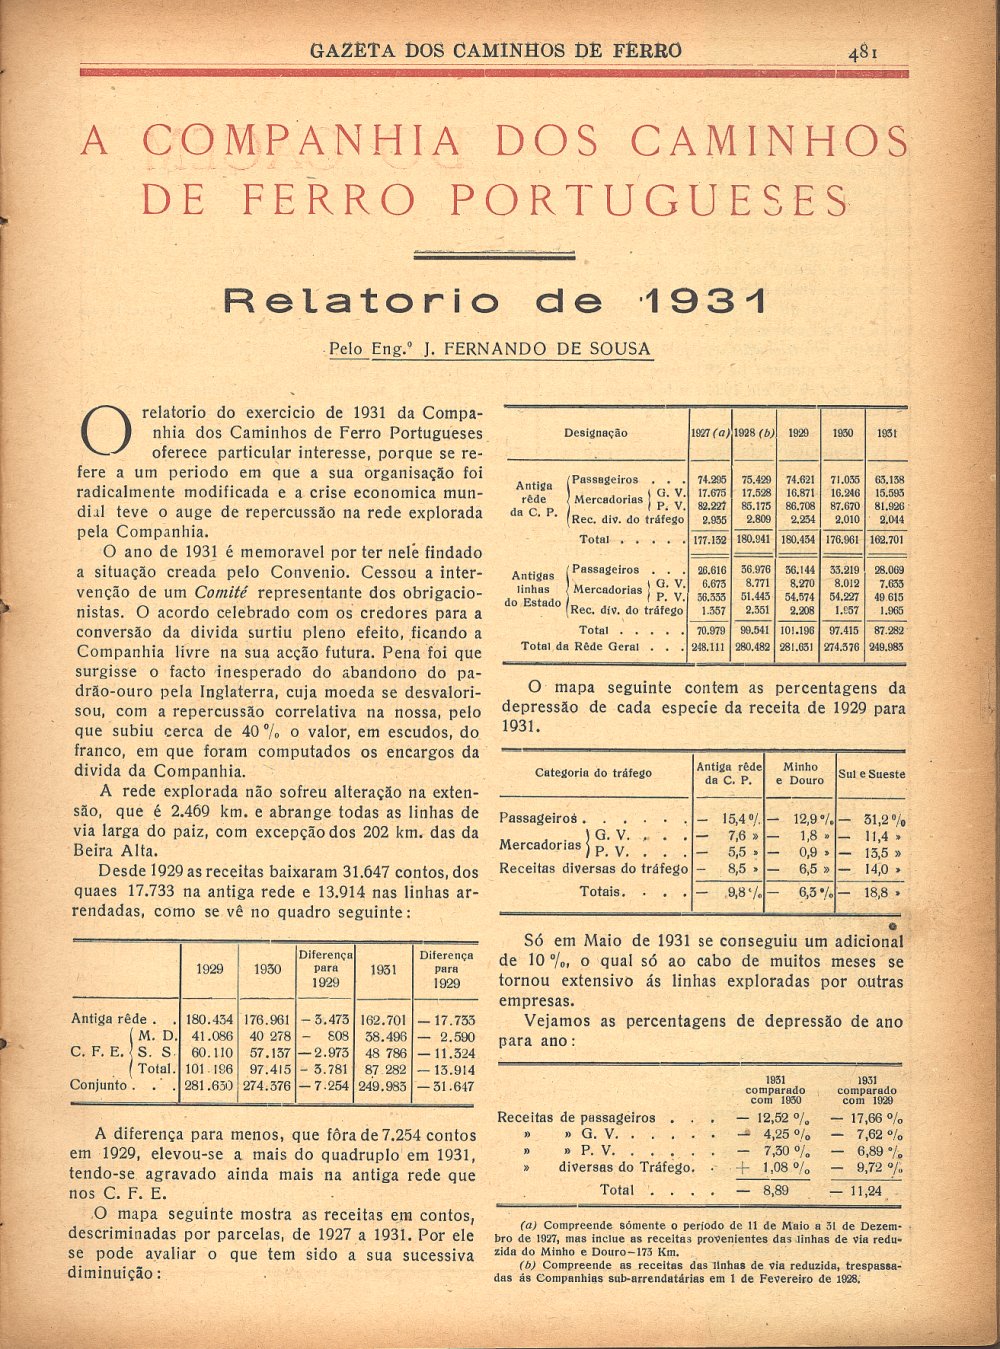 GAZETA DOS CAMINHOS DE FERRO 481
A COMPANHIA DOS CAMINHOS
DE FERRO PORTUGUESES
Relatorio de 1931
Pelo Eng.º J. FERNANDO DE SOUSA
O relatorio do exercicio de 1931 da Compa-
nhia dos Caminhos de Ferro Portugueses
oferece particular interesse, porque se re-
fere a um periodo em que a sua organisação foi
radicalmente modificada e a crise economica mun-
dial teve o auge de repercussão na rede explorada
pela Companhia.
O ano de 1931 é memoravel por ter nele findado
a situação creada pelo Convenio. Cessou a inter-
venção de um Comité representante dos obrigacio-
nistas. O acordo celebrado com os credores para a
conversão da divida surtiu pleno efeito, ficando a
Companhia livre na sua acção futura. Pena foi que
surgisse o facto inesperado do abandono do pa-
drão-ouro pela Inglaterra, cuja moeda se desvalori-
sou, com a repercussão correlativa na nossa, pelo
que subiu cerca de 40 % o valor, em escudos, do
franco, em que foram computados os encargos da
divida da Companhia.
A rede explorada não sofreu alteração na exten-
são, que é 2.469 km. e abrange todas as linhas de
via larga do paiz, com excepção dos 202 km. das da
Beira Alta.
Desde 1929 as receitas baixaram 31.647 contos, dos
quaes 17.733 na antiga rede e 13.914 nas linhas ar-
rendadas, como se vê no quadro seguinte:
1929 1930 Diferença para 1929 1931 Diferença para 1929
Antiga rêde . . 180.434 176.961 – 3.473 162.701 – 17.733
C. F. E. M. D. 41.086 40 278 – 808 38.496 – 2.590
S. S. 60.110 57.137 – 2.973 48 786 – 11.324
Total. 101 196 97.415 – 3.781 87 282 – 13.914
Conjunto . . . 281.630 274.376 – 7.254 249.983 – 31.647
A diferença para menos, que fôra de 7.254 contos
em 1929, elevou-se a mais do quadruplo em 1931,
tendo-se agravado ainda mais na antiga rede que
nos C. F. E.
O mapa seguinte mostra as receitas em contos,
descriminadas por parcelas, de 1927 a 1931. Por ele
se pode avaliar o que tem sido a sua sucessiva
diminuição:
Designação 1927 (a) 1928 (b) 1929 1930 1931
Antiga rêde da C. P.
Passageiros . . . 74.295 75.429 74.621 71.035 63,138
Mercadorias G. V. 17.675 17.528 16.871 16.246 15.593
P. V. 82.227 85.175 86.708 87.670 81.926
Rec. div. do tráfego 2.935 2.809 2.234 2,010 2,044
Total . . . . . 177.132 180.941 180.434 176.961 162.701
Antigas linhas do Estado
Passageiros . . . 26.616 36.976 36.144 33.219 28.069
Mercadorias G. V. 6.673 8.771 8,270 8.012 7.633
P. V. 36,333 51.443 54,574 54,227 49 615
Rec. div. do tráfego 1.357 2.351 2.208 1.957 1.965
Total . . . . . 70.979 99.541 101.196 97.415 87.282
Total da Rêde Geral . . . 248.111 280.482 281.631 274,376 249,983
O mapa seguinte contem as percentagens da
depressão de cada especie da receita de 1929 para
1931.
Categoria do tráfego Antiga rêde da C. P. Minho e Douro Sul e Sueste
Passageiros . . . . . . – 15,4 % – 12,9 % – 31,2 %
Mercadorias G. V. . . . – 7,6 » – 1,8 » – 11,4 »
P. V. . . . – 5,5 » – 0,9 » – 13,5 »
Receitas diversas do tráfego – 8,5 » – 6,5 » – 14,0 »
Totais. . . . – 9,8 % – 6,3 % – 18,8 »
Só em Maio de 1931 se conseguiu um adicional
de 10 %, o qual só ao cabo de muitos meses se
tornou extensivo ás linhas exploradas por outras
empresas.
Vejamos as percentagens de depressão de ano
para ano:
1931 comparado com 1930 1931 comparado com 1929
Receitas de passageiros . . . – 12,52 % – 17,66 %
» » G. V. . . . . . – 4,25 % – 7,62 %
» » P. V. . . . . . – 7,30 % – 6,89 %
» diversas do Tráfego. . + 1,08 % – 9,72 %
Total . . . . – 8,89 – 11,24
(a) Compreende sómente o período de 11 de Maio a 31 de Dezem-
bro de 1927, mas inclue as receitas provenientes das linhas de via redu-
zida do Minho e Douro–173 Km.
(b) Compreende as receitas das linhas de via reduzida, trespassa-
das ás Companhias sub-arrendatárias em 1 de Fevereiro de 1928.